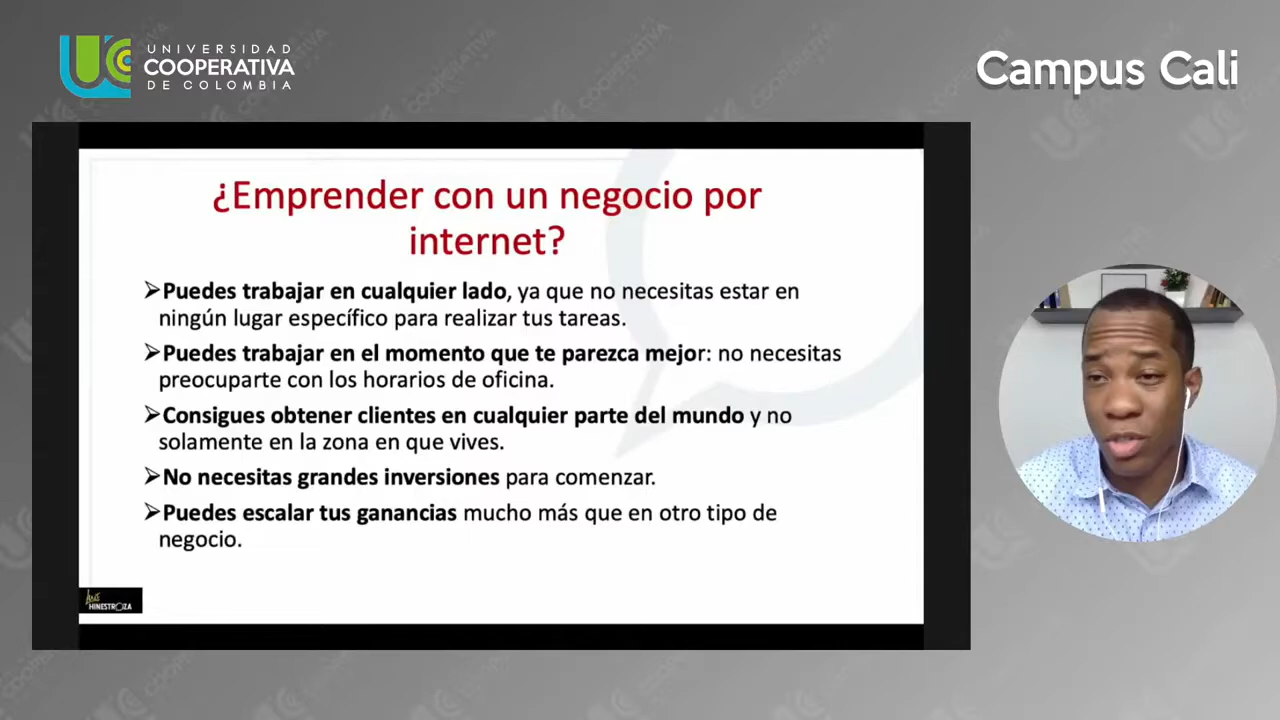 UNIVERSIDAD
COOPERATIVA
DE COLOMBIA
Campus Cali
¿Emprender con un negocio por
internet?
Puedes trabajar en cualquier lado, ya que no necesitas estar en
ningún lugar específico para realizar tus tareas.
Puedes trabajar en el momento que te parezca mejor: no necesitas
preocuparte con los horarios de oficina.
Consigues obtener clientes en cualquier parte del mundo y no
solamente en la zona en que vives.
No necesitas grandes inversiones para comenzar.
Puedes escalar tus ganancias mucho más que en otro tipo de
negocio.
HINESTROZA